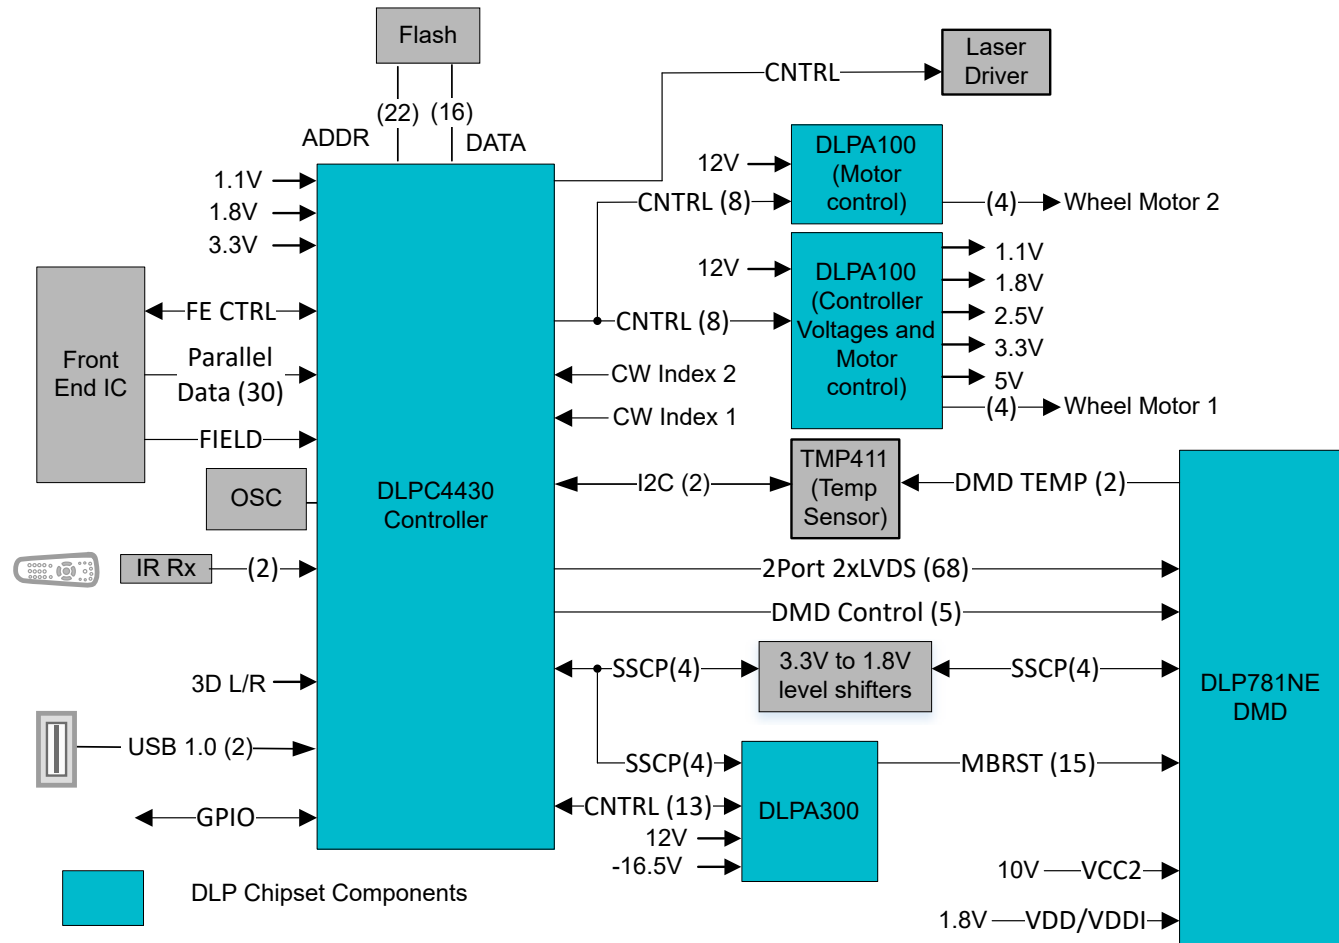 Flash
(22) (16)
ADDR
DATA
CNTRL
Laser
Driver
1.1V
1.8V
3.3V
12V
CNTRL (8)
DLPA100
(Motor
control)
(4)
Wheel Motor 2
12V
CNTRL (8)
DLPA100
(Controller
Voltages and
Motor
control)
1.1V
1.8V
2.5V
3.3V
5V
(4)
Wheel Motor 1
Front
End IC
FE CTRL
Parallel
Data (30)
FIELD
OSC
DLPC4430
Controller
CW Index 2
CW Index 1
I2C (2)
TMP411
(Temp
Sensor)
DMD TEMP (2)
IR Rx
(2)
2Port 2xLVDS (68)
DMD Control (5)
SSCP(4)
3.3V to 1.8V
level shifters
SSCP(4)
DLP781NE
DMD
3D L/R
USB 1.0 (2)
GPIO
SSCP(4)
CNTRL (13)
12V
-16.5V
DLPA300
MBRST (15)
10V
VCC2
1.8V
VDD/VDDI
DLP Chipset Components